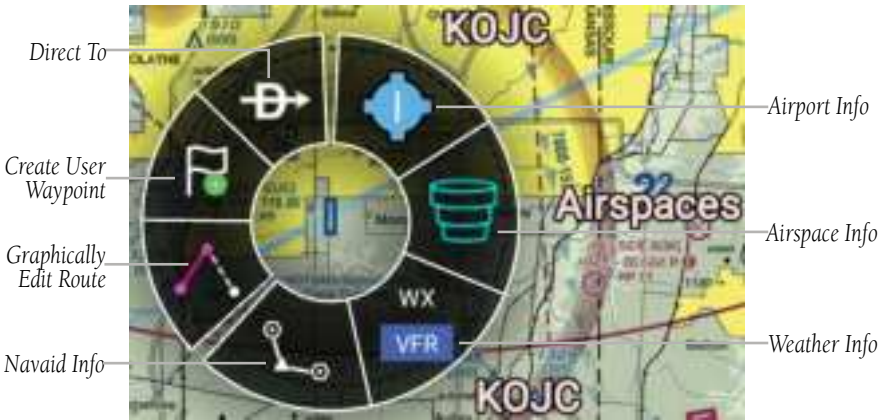 Direct To
Create User
Waypoint
Graphically
Edit Route
Navaid Info
KOJC
Airspaces
WX
VFR
KOJC
Airport Info
Airspace Info
Weather Info